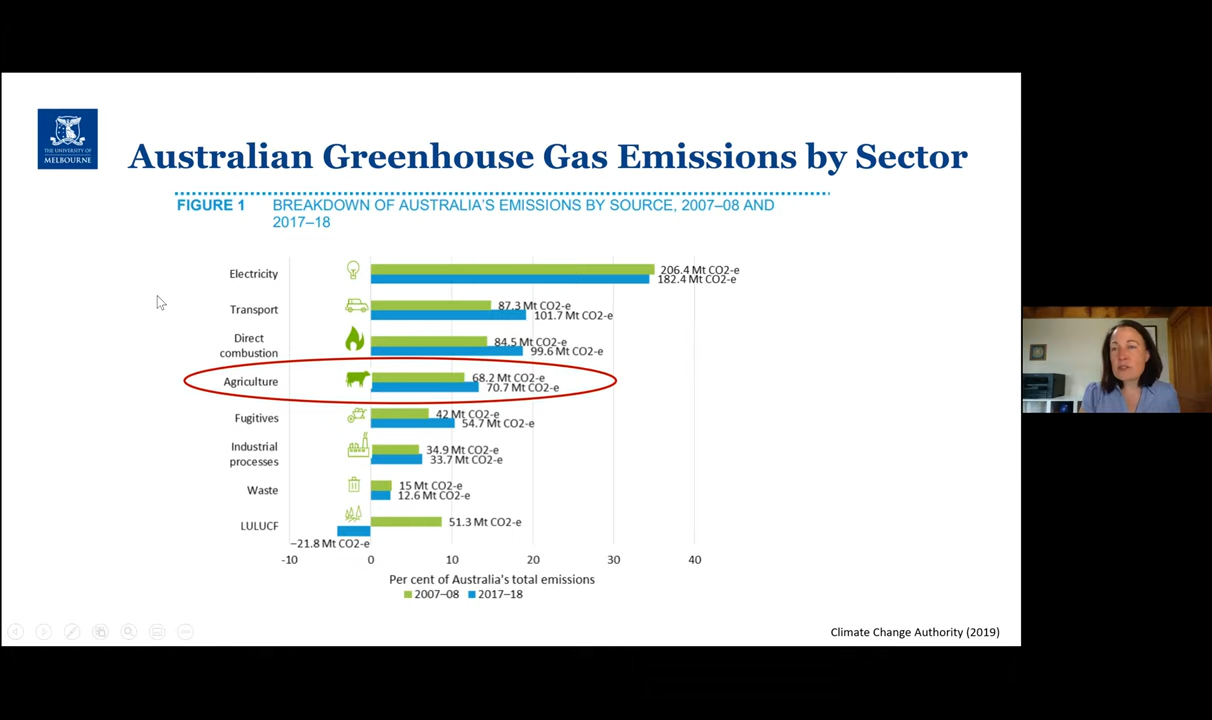 THE UNIVERSITY OF
MELBOURNE
Australian Greenhouse Gas Emissions by Sector
FIGURE 1 BREAKDOWN OF AUSTRALIA'S EMISSIONS BY SOURCE, 2007–08 AND
2017–18
Electricity
206.4 Mt CO2-e
182.4 Mt CO2-e
Transport
87.3 Mt CO2-e
101.7 Mt CO2-e
Direct
combustion
84.5 Mt CO2-e
99.6 Mt CO2-e
Agriculture
68.2 Mt CO2-e
70.7 Mt CO2-e
Fugitives
42 Mt CO2-e
54.7 Mt CO2-e
Industrial
processes
34.9 Mt CO2-e
33.7 Mt CO2-e
Waste
15 Mt CO2-e
12.6 Mt CO2-e
LULUCF
51.3 Mt CO2-e
−21.8 Mt CO2-e
-10 0 10 20 30 40
Per cent of Australia's total emissions
2007–08 2017–18
Climate Change Authority (2019)